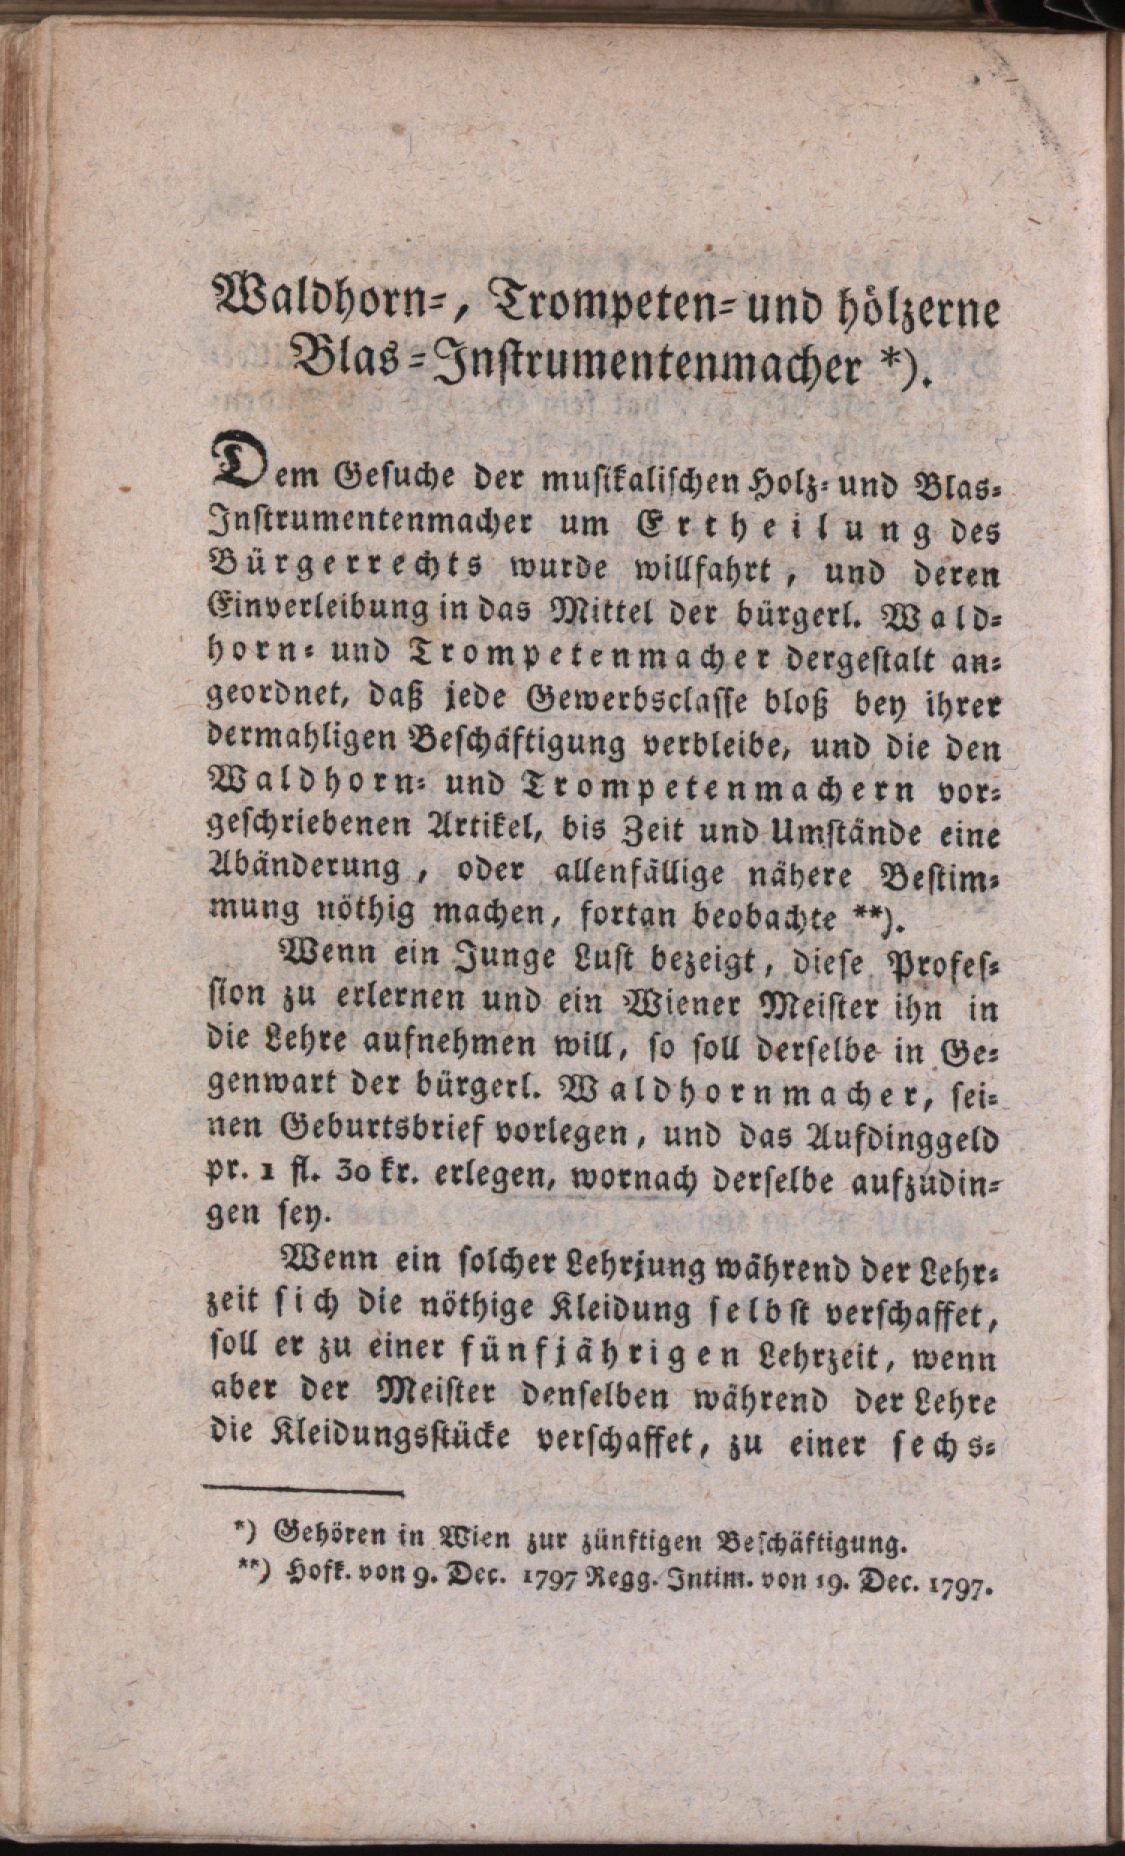 Waldhorn-, Trompeten- und hölzerne
Blas-Instrumentenmacher *).
Dem Gesuche der musikalischen Holz- und Blas-
Instrumentenmacher um Ertheilung des
Bürgerrechts wurde willfahrt, und deren
Einverleibung in das Mittel der bürgerl. Wald-
horn- und Trompetenmacher dergestalt an-
geordnet, daß jede Gewerbsclasse bloß bey ihrer
dermahligen Beschäftigung verbleibe, und die den
Waldhorn- und Trompetenmachern vor-
geschriebenen Artikel, bis Zeit und Umstände eine
Abänderung, oder allenfällige nähere Bestim-
mung nöthig machen, fortan beobachte **).
Wenn ein Junge Lust bezeigt, diese Profes-
sion zu erlernen und ein Wiener Meister ihn in
die Lehre aufnehmen will, so soll derselbe in Ge-
genwart der bürgerl. Waldhornmacher, sei-
nen Geburtsbrief vorlegen, und das Aufdinggeld
pr. 1 fl. 30 kr. erlegen, wornach derselbe aufzudin-
gen sey.
Wenn ein solcher Lehrjung während der Lehr-
zeit sich die nöthige Kleidung selbst verschaffet,
soll er zu einer fünfjährigen Lehrzeit, wenn
aber der Meister denselben während der Lehre
die Kleidungsstücke verschaffet, zu einer sechs-
*) Gehören in Wien zur zünftigen Beschäftigung.
**) Hofk. von 9. Dec. 1797 Regg. Intim. von 19. Dec. 1797.